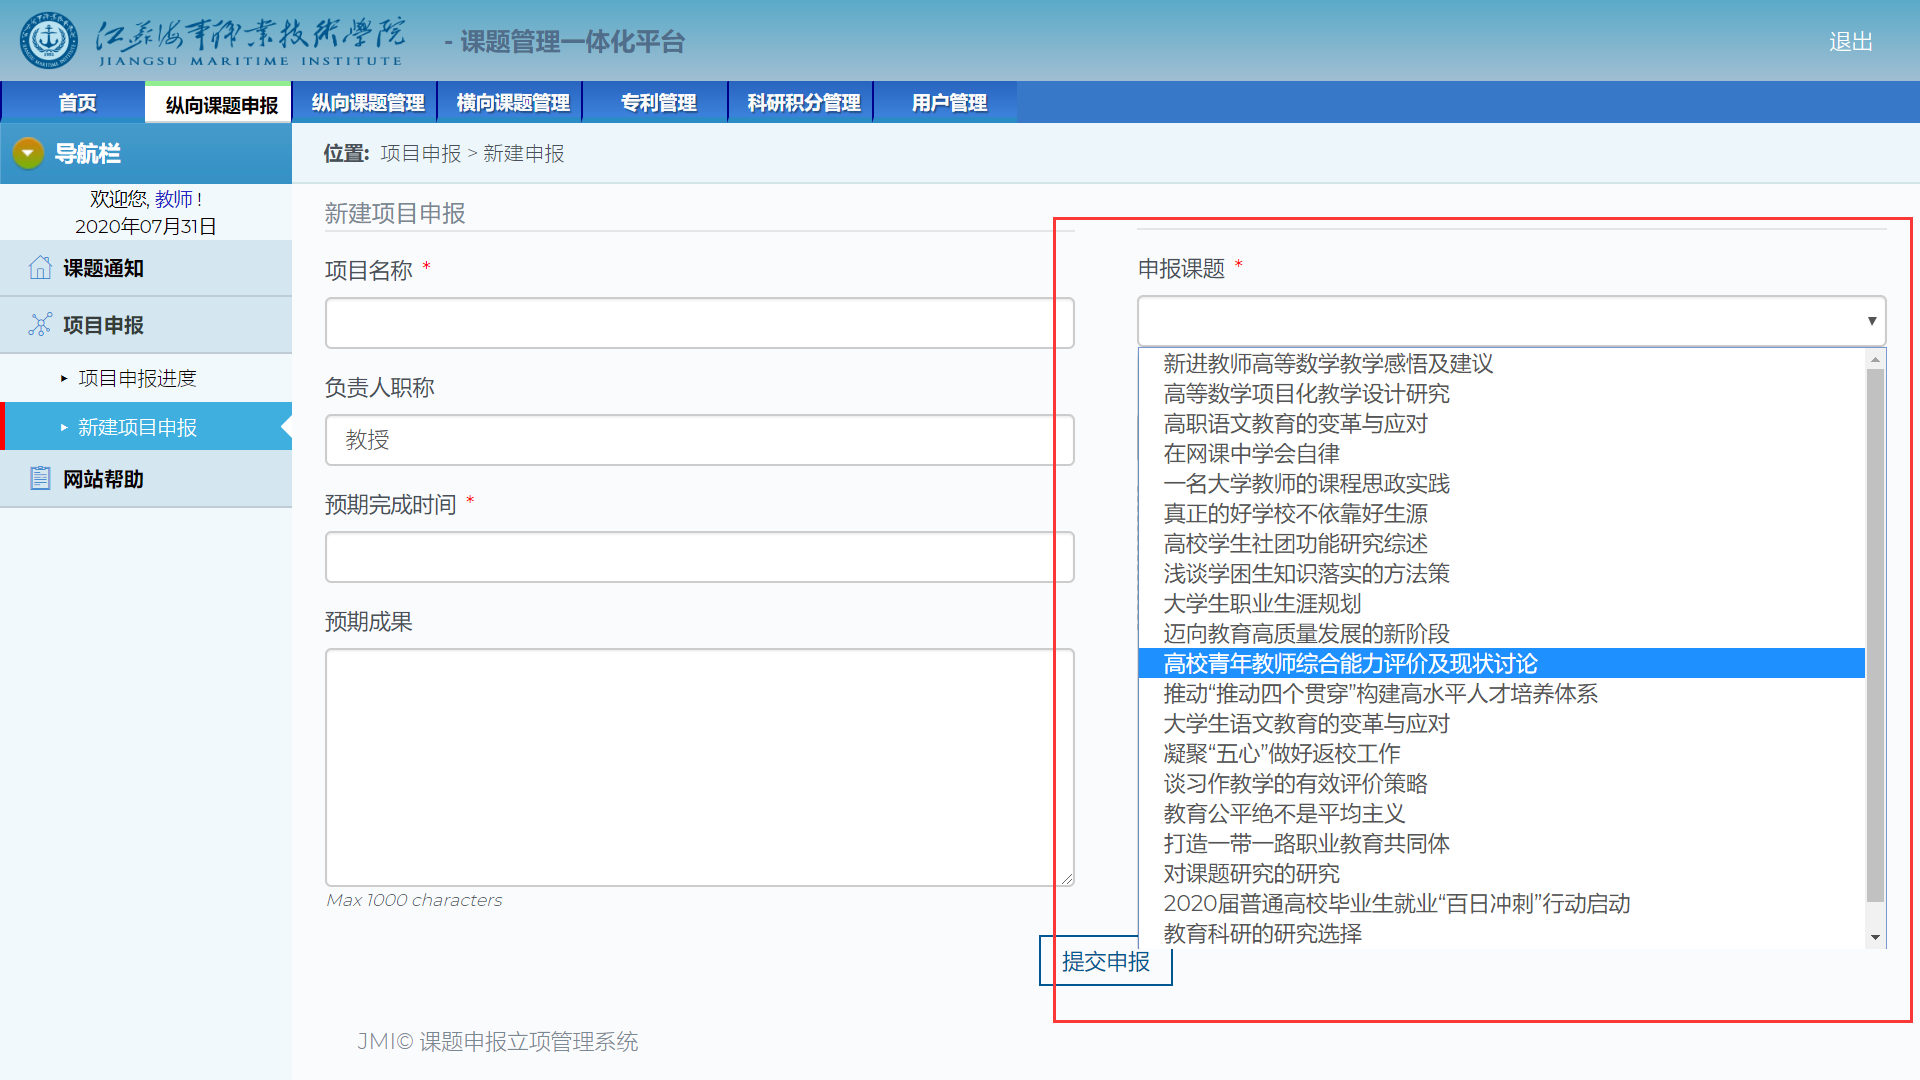 江苏海事职业技术学院
JIANGSU MARITIME INSTITUTE
- 课题管理一体化平台
退出
首页
纵向课题申报
纵向课题管理
横向课题管理
专利管理
科研积分管理
用户管理
导航栏
欢迎您, 教师 !
2020年07月31日
课题通知
项目申报
项目申报进度
新建项目申报
网站帮助
位置: 项目申报 > 新建申报
新建项目申报
项目名称 *
负责人职称
教授
预期完成时间 *
预期成果
Max 1000 characters
申报课题 *
新进教师高等数学教学感悟及建议
高等数学项目化教学设计研究
高职语文教育的变革与应对
在网课中学会自律
一名大学教师的课程思政实践
真正的好学校不依靠好生源
高校学生社团功能研究综述
浅谈学困生知识落实的方法策
大学生职业生涯规划
迈向教育高质量发展的新阶段
高校青年教师综合能力评价及现状讨论
推动“推动四个贯穿”构建高水平人才培养体系
大学生语文教育的变革与应对
凝聚“五心”做好返校工作
谈习作教学的有效评价策略
教育公平绝不是平均主义
打造一带一路职业教育共同体
对课题研究的研究
2020届普通高校毕业生就业“百日冲刺”行动启动
教育科研的研究选择
提交申报
JMI© 课题申报立项管理系统